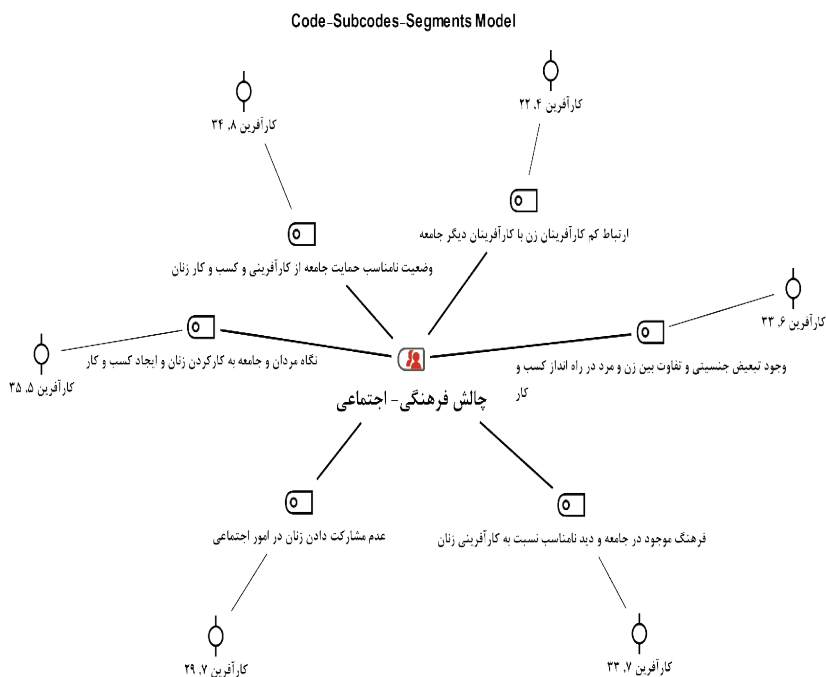 Code-Subcodes-Segments Model
کارآفرین ۴، ۲۲
کارآفرین ۸، ۳۴
ارتباط کم کارآفرینان زن با کارآفرینان دیگر جامعه
وضعیت نامناسب حمایت جامعه از کارآفرینی و کسب و کار زنان
کارآفرین ۶، ۳۳
وجود تبعیض جنسیتی و تفاوت بین زن و مرد در راه انداز کسب و
کار
نگاه مردان و جامعه به کارکردن زنان و ایجاد کسب و کار
کارآفرین ۵، ۳۵
چالش فرهنگی- اجتماعی
فرهنگ موجود در جامعه و دید نامناسب نسبت به کارآفرینی زنان
عدم مشارکت دادن زنان در امور اجتماعی
کارآفرین ۷، ۳۳
کارآفرین ۷، ۲۹